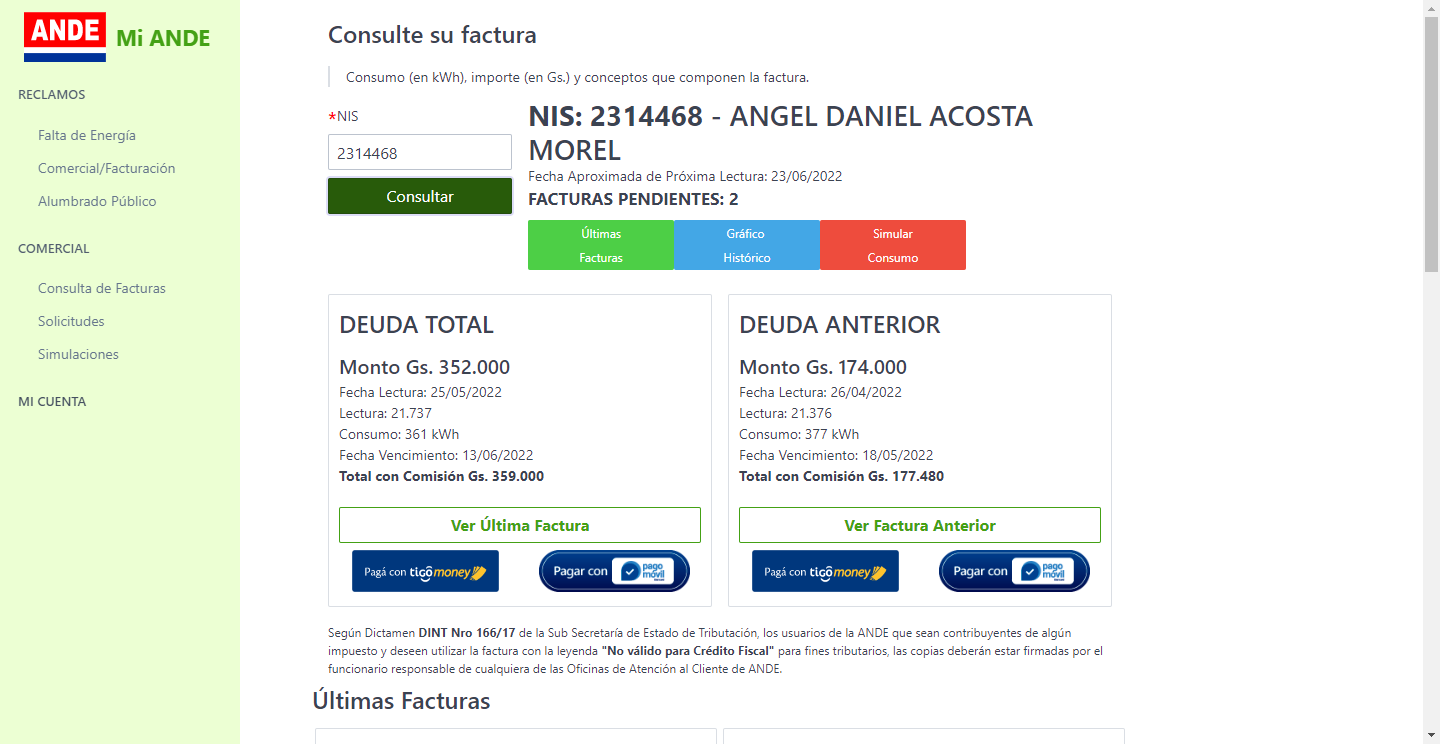 ANDE
Mi ANDE
RECLAMOS
Falta de Energía
Comercial/Facturación
Alumbrado Público
COMERCIAL
Consulta de Facturas
Solicitudes
Simulaciones
MI CUENTA
Consulte su factura
Consumo (en kWh), importe (en Gs.) y conceptos que componen la factura.
*NIS
2314468
Consultar
NIS: 2314468 - ANGEL DANIEL ACOSTA
MOREL
Fecha Aproximada de Próxima Lectura: 23/06/2022
FACTURAS PENDIENTES: 2
Últimas
Facturas
Gráfico
Histórico
Simular
Consumo
DEUDA TOTAL
Monto Gs. 352.000
Fecha Lectura: 25/05/2022
Lectura: 21.737
Consumo: 361 kWh
Fecha Vencimiento: 13/06/2022
Total con Comisión Gs. 359.000
Ver Última Factura
Pagá con tigo money
Pagar con pago
móvil
DEUDA ANTERIOR
Monto Gs. 174.000
Fecha Lectura: 26/04/2022
Lectura: 21.376
Consumo: 377 kWh
Fecha Vencimiento: 18/05/2022
Total con Comisión Gs. 177.480
Ver Factura Anterior
Pagá con tigo money
Pagar con pago
móvil
Según Dictamen DINT Nro 166/17 de la Sub Secretaría de Estado de Tributación, los usuarios de la ANDE que sean contribuyentes de algún
impuesto y deseen utilizar la factura con la leyenda "No válido para Crédito Fiscal" para fines tributarios, las copias deberán estar firmadas por el
funcionario responsable de cualquiera de las Oficinas de Atención al Cliente de ANDE.
Últimas Facturas